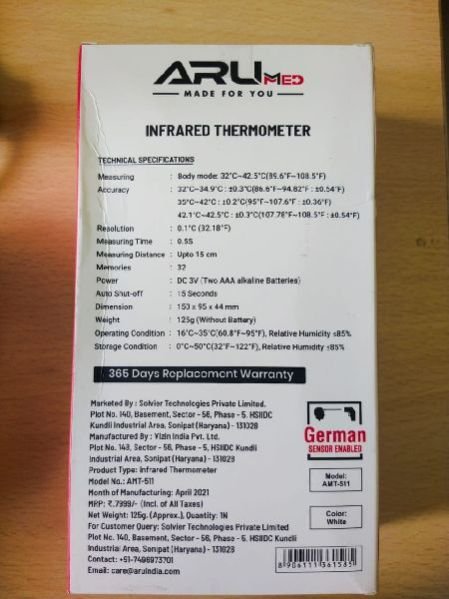 ARU MED
MADE FOR YOU
INFRARED THERMOMETER
TECHNICAL SPECIFICATIONS
Measuring : Body mode: 32°C~42.5°C(89.6°F~108.5°F)
Accuracy : 32°C~34.9°C : ±0.3°C(86.6°F~94.82°F : ±0.54°F)
35°C~42°C : ±0.2°C(95°F~107.6°F : ±0.36°F)
42.1°C~42.5°C : ±0.3°C(107.78°F~108.5°F : ±0.54°F)
Resolution : 0.1°C (32.18°F)
Measuring Time : 0.5S
Measuring Distance : Upto 15 cm
Memories : 32
Power : DC 3V (Two AAA alkaline Batteries)
Auto Shut-off : 15 Seconds
Dimension : 153 x 95 x 44 mm
Weight : 125g (Without Battery)
Operating Condition : 16°C~35°C(60.8°F~95°F), Relative Humidity ≤85%
Storage Condition : 0°C~50°C(32°F~122°F), Relative Humidity ≤85%
365 Days Replacement Warranty
Marketed By : Solvier Technologies Private Limited.
Plot No. 140, Basement, Sector - 56, Phase - 5. HSIIDC
Kundli Industrial Area, Sonipat (Haryana) - 131028
Manufactured By : Vizin India Pvt. Ltd.
Plot No. 143, Sector - 56, Phase - 5, HSIIDC Kundli
Industrial Area, Sonipat (Haryana) - 131028
Product Type: Infrared Thermometer
Model No.: AMT-511
Month of Manufacturing: April 2021
MRP: ₹.7999/- (Incl. of All Taxes)
Net Weight: 125g. (Approx.), Quantity: 1N
For Customer Query: Solvier Technologies Private Limited
Plot No. 140, Basement, Sector - 56, Phase - 5. HSIIDC Kundli
Industrial Area, Sonipat (Haryana) - 131028
Contact: +91-7496973701
Email: care@aruindia.com
German
SENSOR ENABLED
Model:
AMT-511
Color:
White
8906111361585